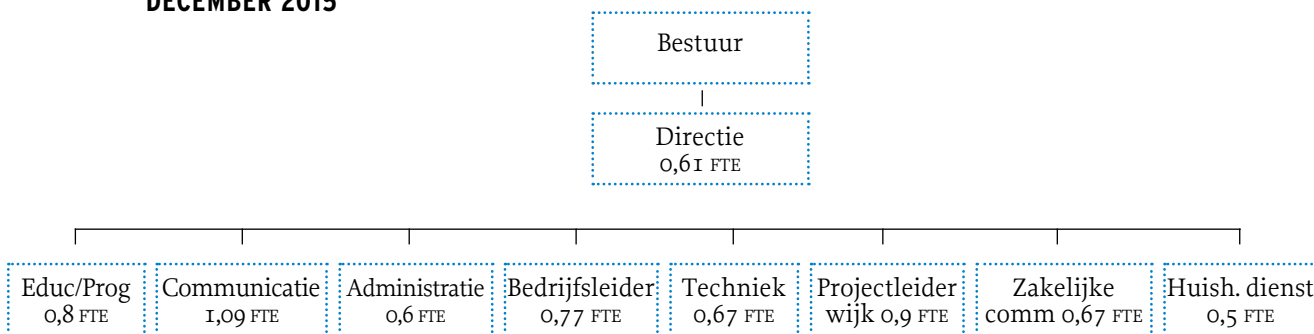 DECEMBER 2015
Bestuur
Directie
0,61 FTE
Educ/Prog
0,8 FTE
Communicatie
1,09 FTE
Administratie
0,6 FTE
Bedrijfsleider
0,77 FTE
Techniek
0,67 FTE
Projectleider
wijk 0,9 FTE
Zakelijke
comm 0,67 FTE
Huish. dienst
0,5 FTE